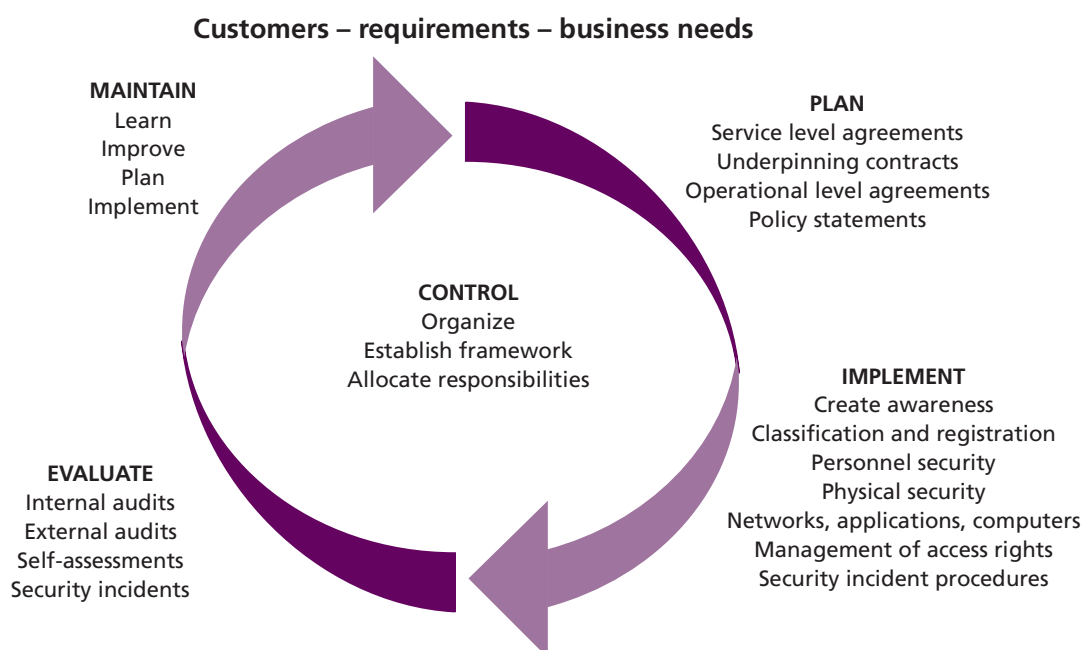 Customers – requirements – business needs
MAINTAIN
Learn
Improve
Plan
Implement
PLAN
Service level agreements
Underpinning contracts
Operational level agreements
Policy statements
CONTROL
Organize
Establish framework
Allocate responsibilities
IMPLEMENT
Create awareness
Classification and registration
Personnel security
Physical security
Networks, applications, computers
Management of access rights
Security incident procedures
EVALUATE
Internal audits
External audits
Self-assessments
Security incidents